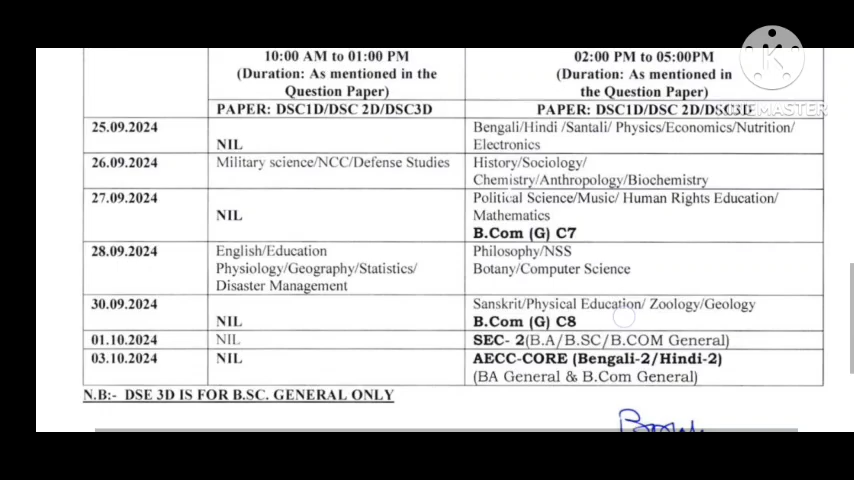 10:00 AM to 01:00 PM
(Duration: As mentioned in the
Question Paper)
02:00 PM to 05:00PM
(Duration: As mentioned in
the Question Paper)
PAPER: DSC1D/DSC 2D/DSC3D
PAPER: DSC1D/DSC 2D/DSC3D
25.09.2024
NIL
Bengali/Hindi /Santali/ Physics/Economics/Nutrition/
Electronics
26.09.2024
Military science/NCC/Defense Studies
History/Sociology/
Chemistry/Anthropology/Biochemistry
27.09.2024
NIL
Political Science/Music/ Human Rights Education/
Mathematics
B.Com (G) C7
28.09.2024
English/Education
Physiology/Geography/Statistics/
Disaster Management
Philosophy/NSS
Botany/Computer Science
30.09.2024
NIL
Sanskrit/Physical Education/ Zoology/Geology
B.Com (G) C8
01.10.2024
NIL
SEC- 2(B.A/B.SC/B.COM General)
03.10.2024
NIL
AECC-CORE (Bengali-2/Hindi-2)
(BA General & B.Com General)
N.B:- DSE 3D IS FOR B.SC. GENERAL ONLY
K
KINEMASTER